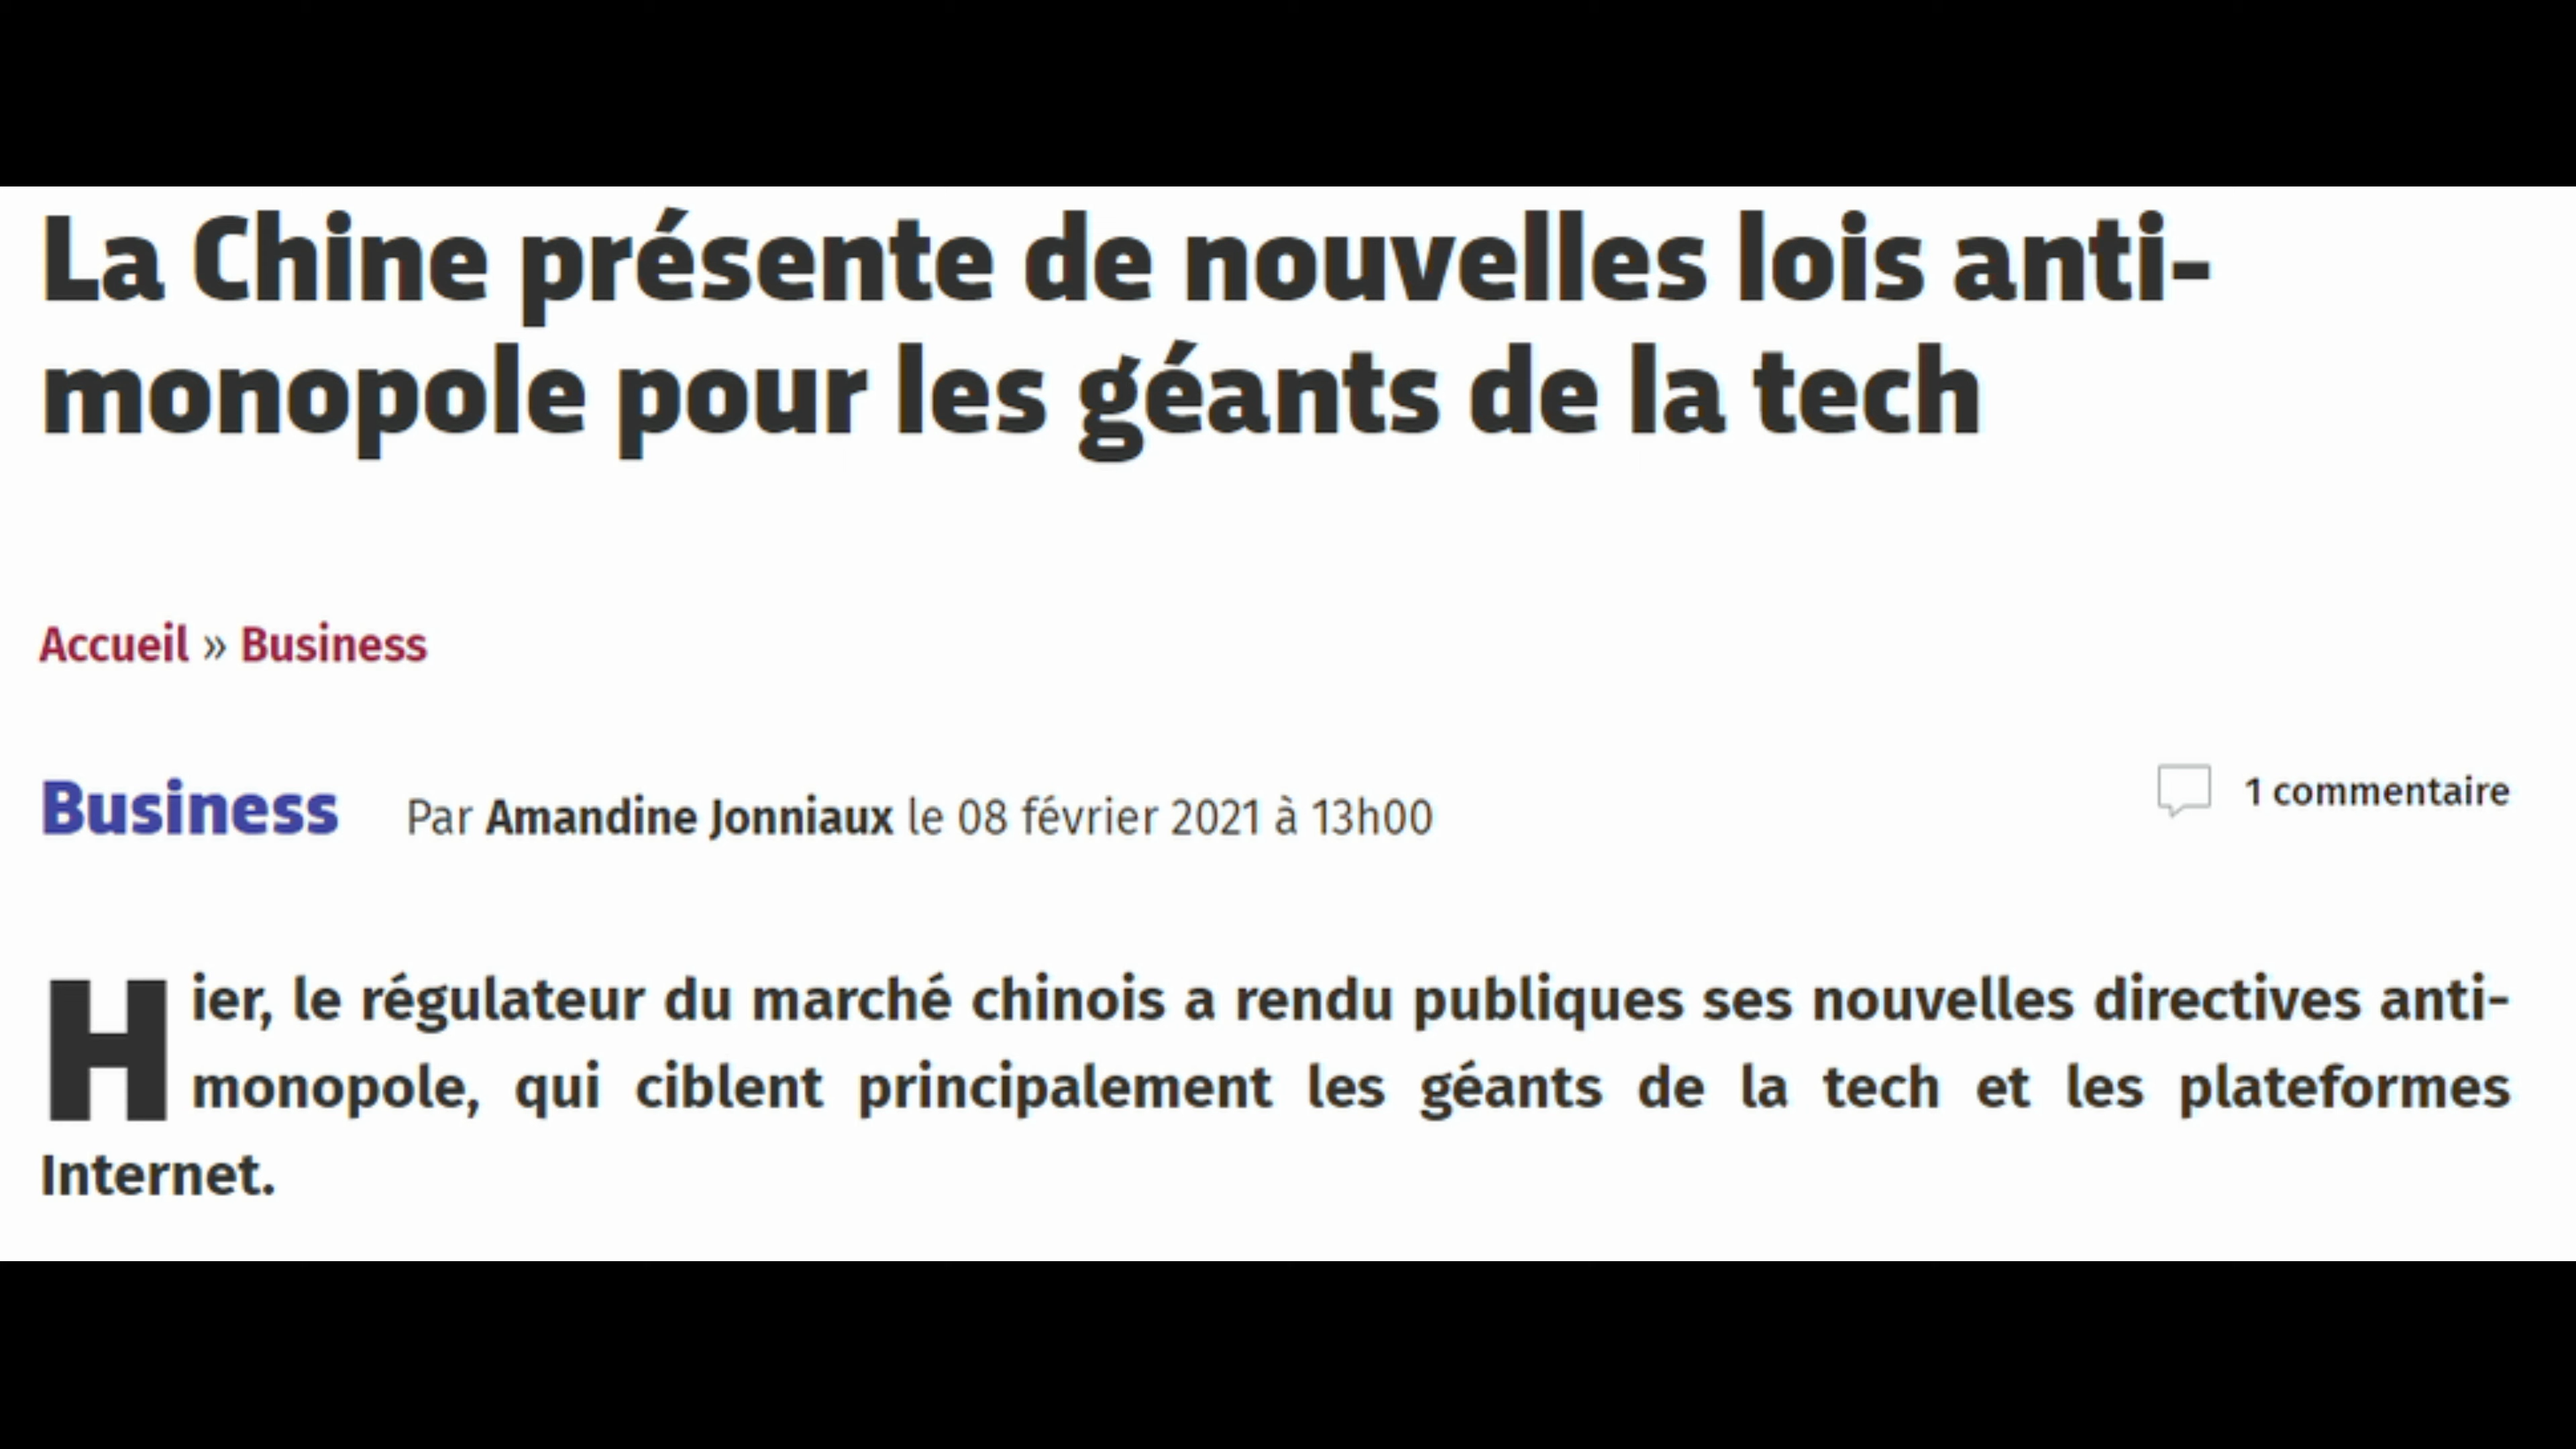 La Chine présente de nouvelles lois anti-
monopole pour les géants de la tech
Accueil » Business
Business Par Amandine Jonniaux le 08 février 2021 à 13h00 1 commentaire
Hier, le régulateur du marché chinois a rendu publiques ses nouvelles directives anti-
monopole, qui ciblent principalement les géants de la tech et les plateformes
Internet.